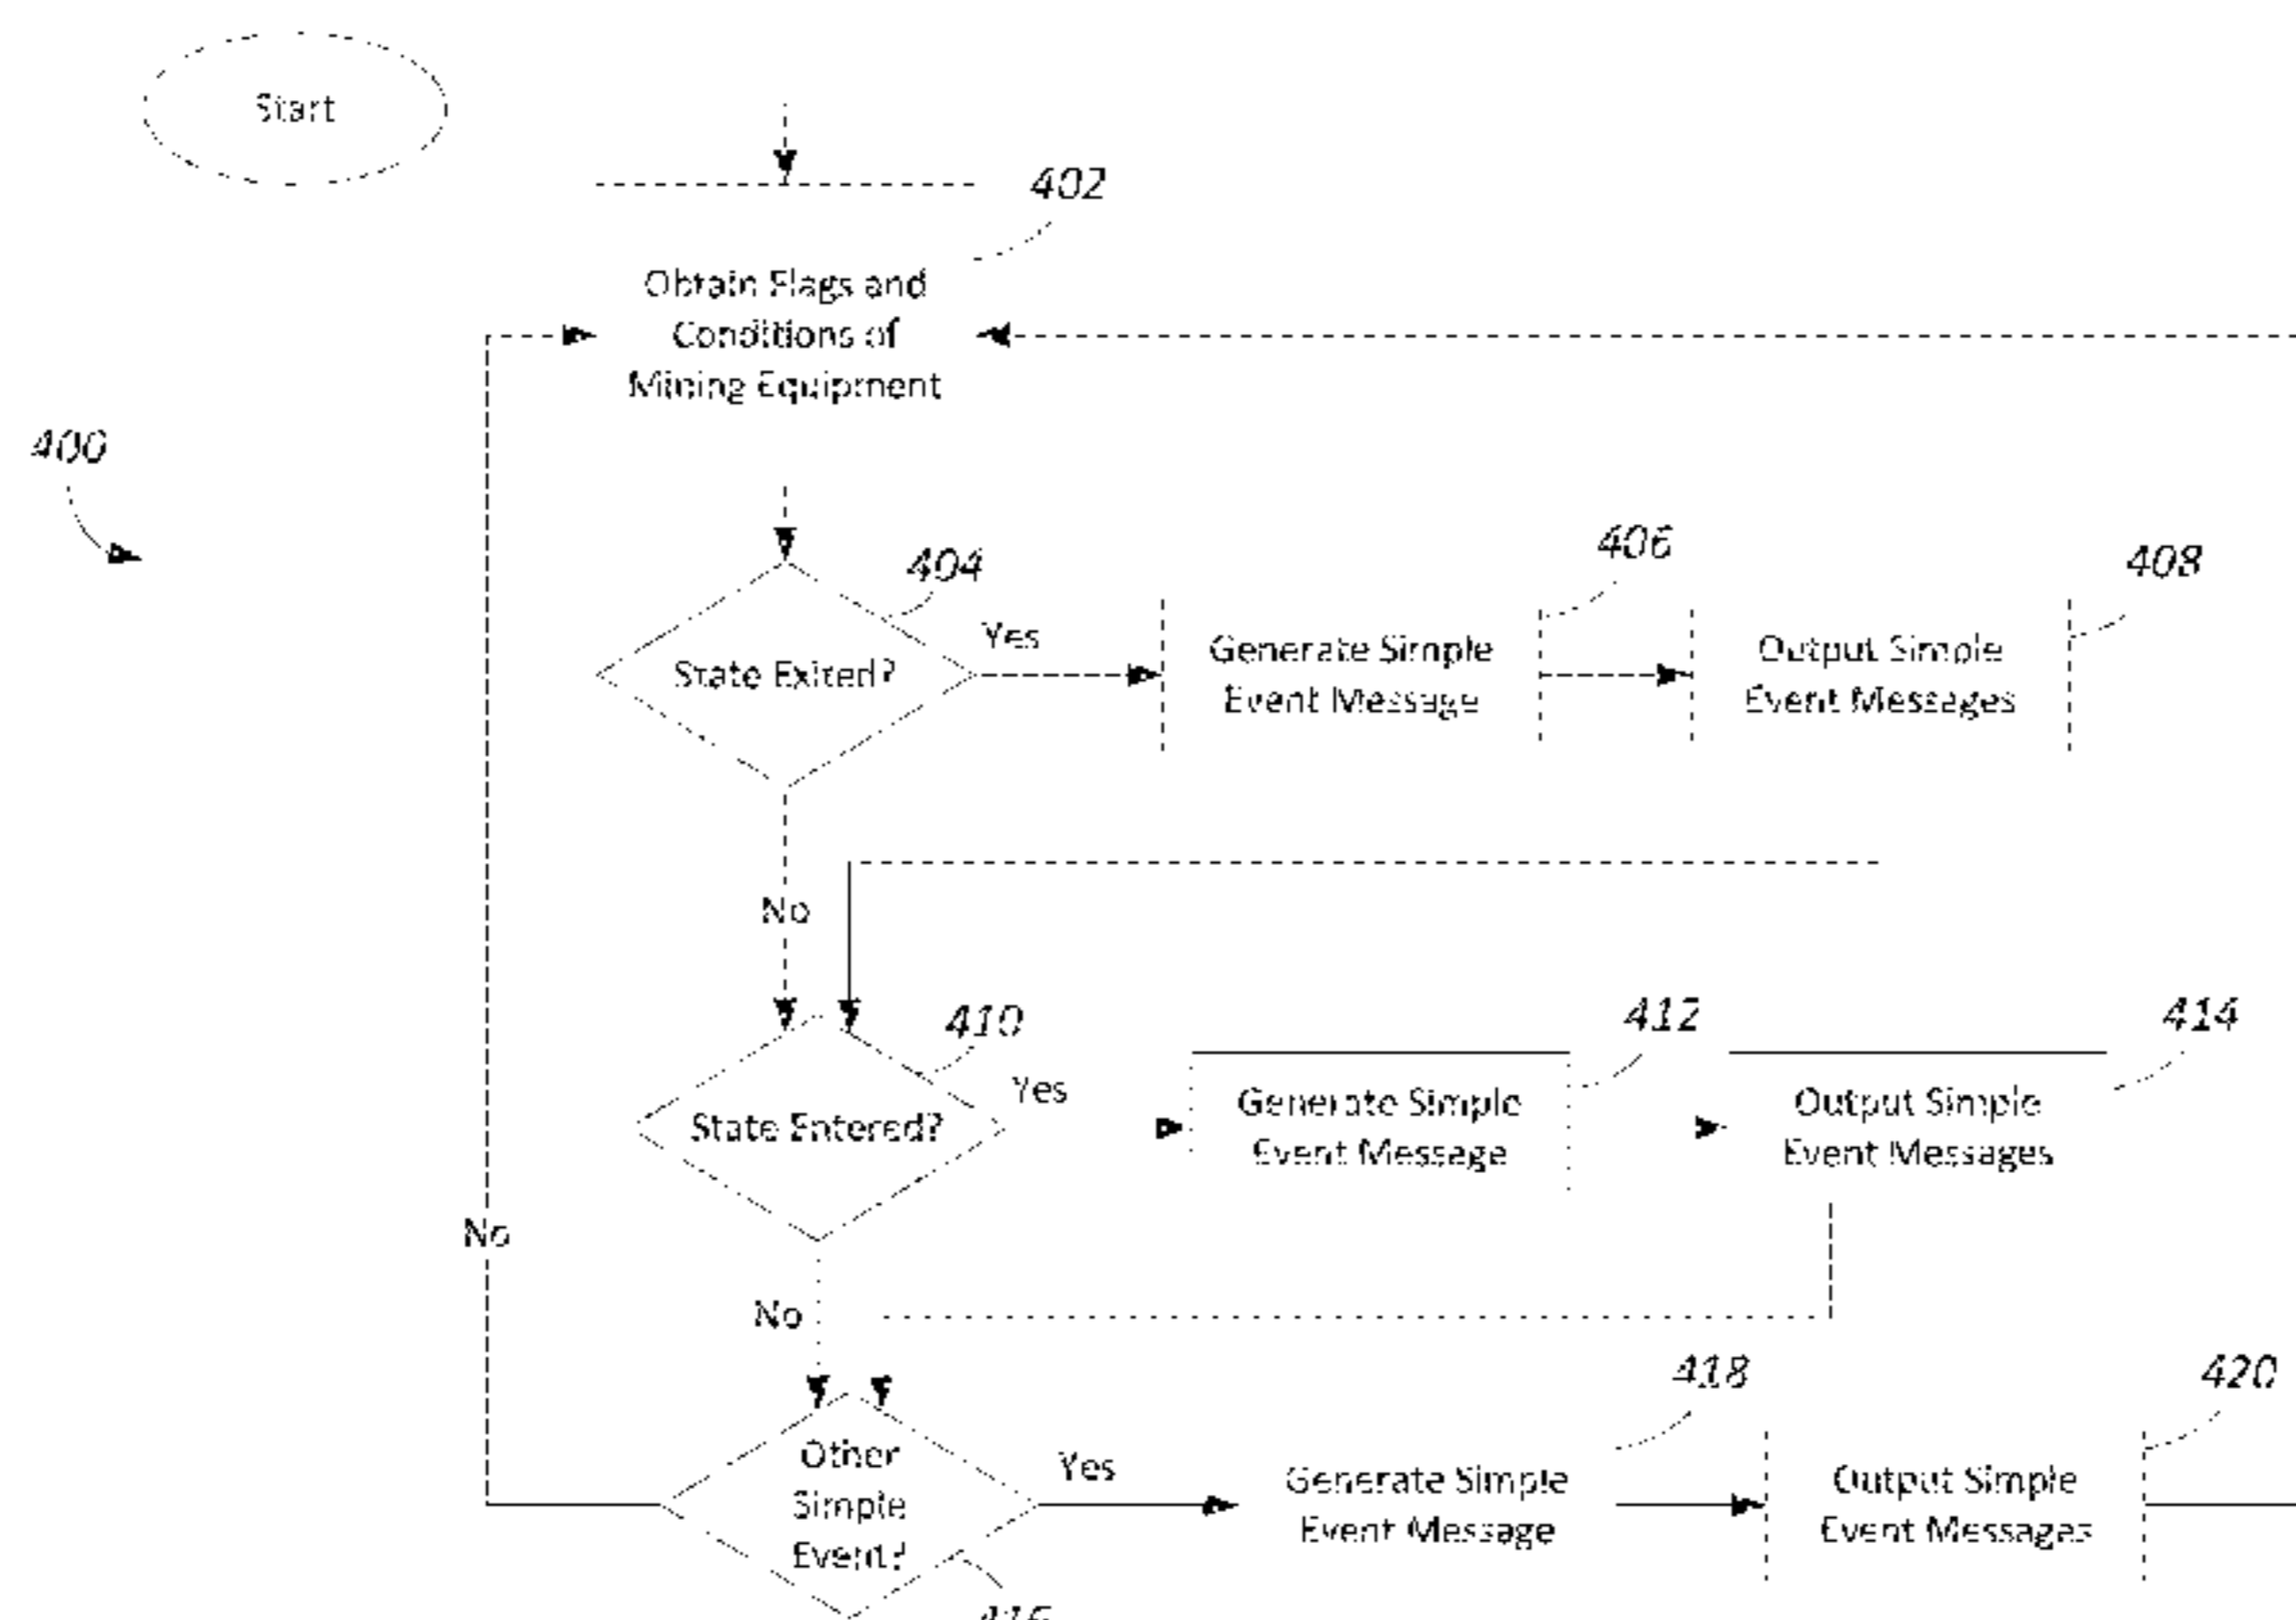 Start
402
Obtain Flags and
Conditions of
Mining Equipment
400
404
Yes
State Exited?
406
Generate Simple
Event Message
408
Output Simple
Event Messages
No
410
Yes
State Entered?
412
Generate Simple
Event Message
414
Output Simple
Event Messages
No
No
Other
Simple
Event?
Yes
418
Generate Simple
Event Message
420
Output Simple
Event Messages